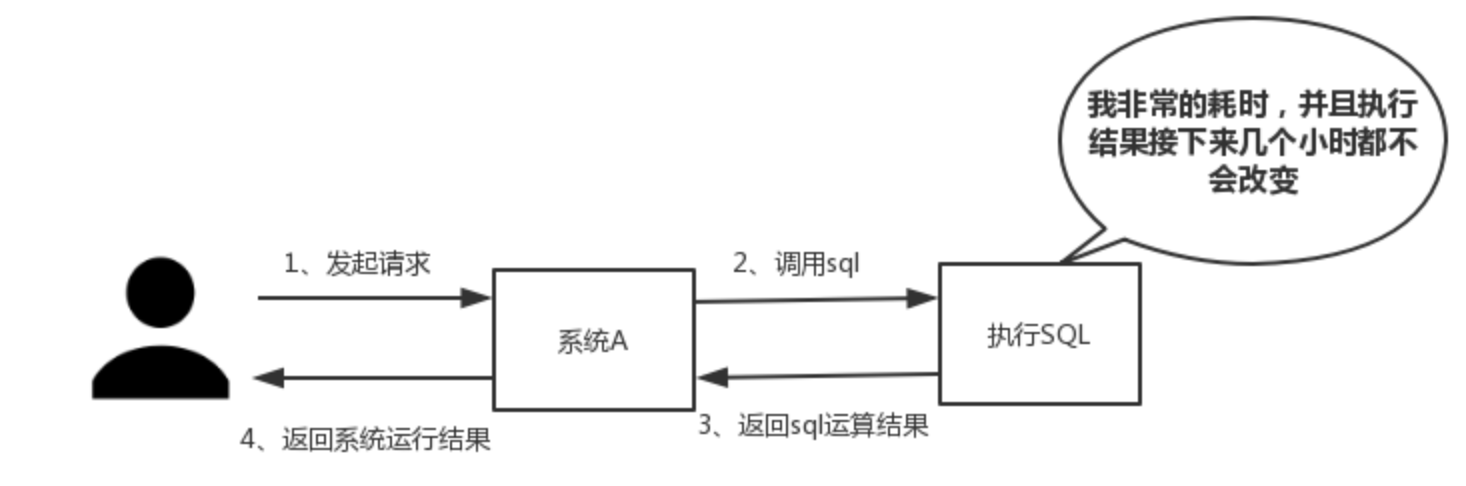 我非常的耗时，并且执行
结果接下来几个小时都不
会改变
1、发起请求
2、调用sql
系统A
执行SQL
3、返回sql运算结果
4、返回系统运行结果